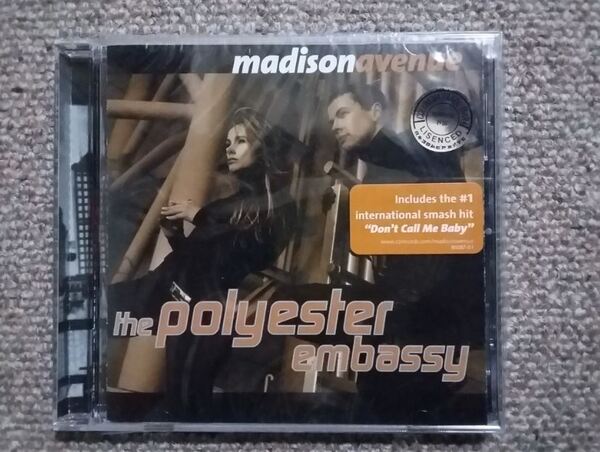 madisonavenue
LISENCED
Includes the #1
international smash hit
"Don't Call Me Baby"
the polyester
embassy